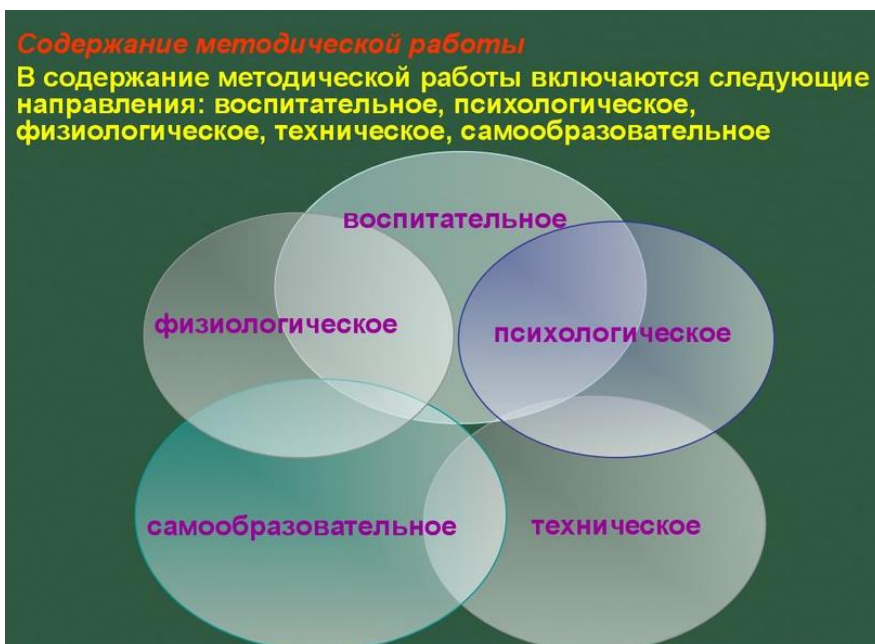 Содержание методической работы
В содержание методической работы включаются следующие
направления: воспитательное, психологическое,
физиологическое, техническое, самообразовательное
воспитательное
физиологическое
психологическое
самообразовательное
техническое